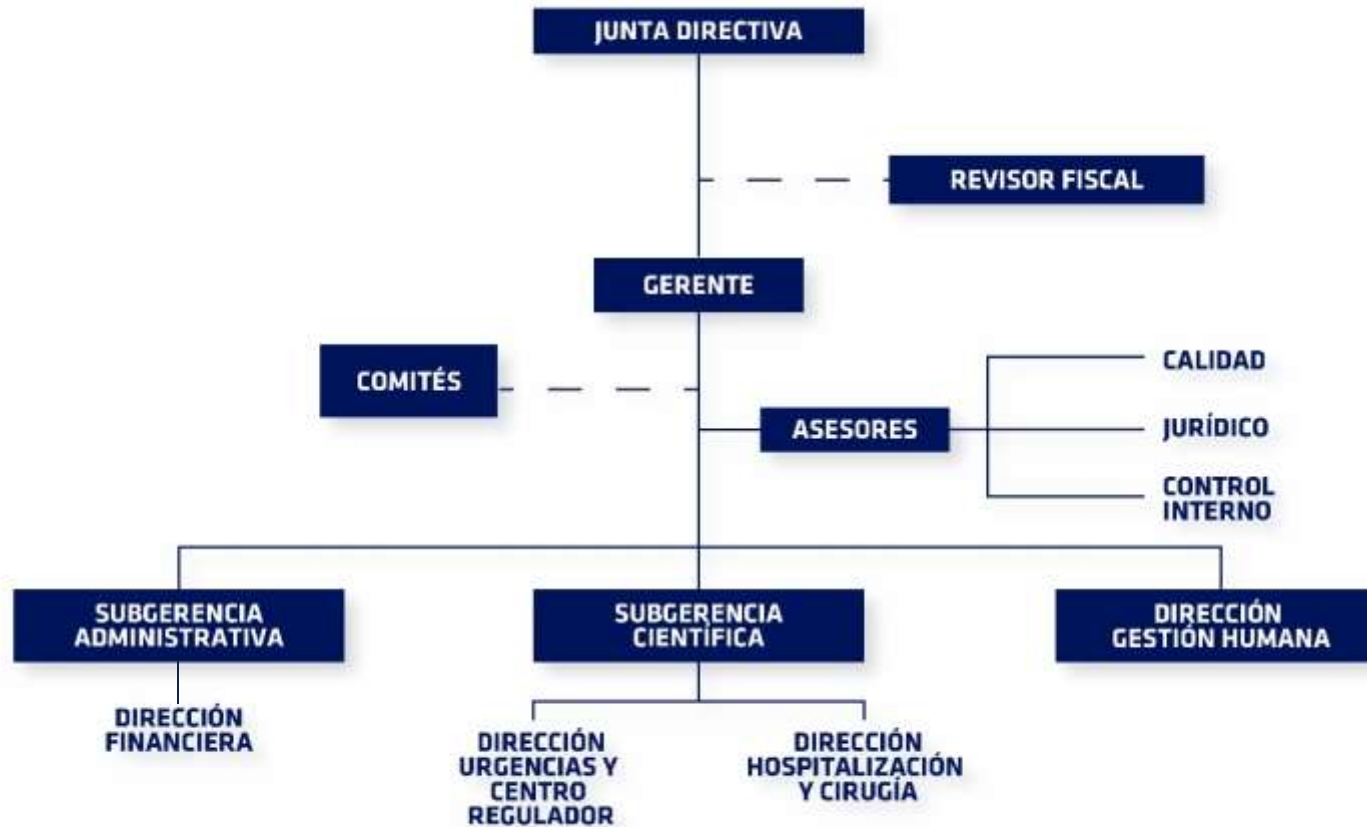 JUNTA DIRECTIVA
REVISOR FISCAL
GERENTE
COMITÉS
CALIDAD
ASESORES
JURÍDICO
CONTROL
INTERNO
SUBGERENCIA
ADMINISTRATIVA
SUBGERENCIA
CIENTÍFICA
DIRECCIÓN
GESTIÓN HUMANA
DIRECCIÓN
FINANCIERA
DIRECCIÓN
URGENCIAS Y
CENTRO
REGULADOR
DIRECCIÓN
HOSPITALIZACIÓN
Y CIRUGÍA